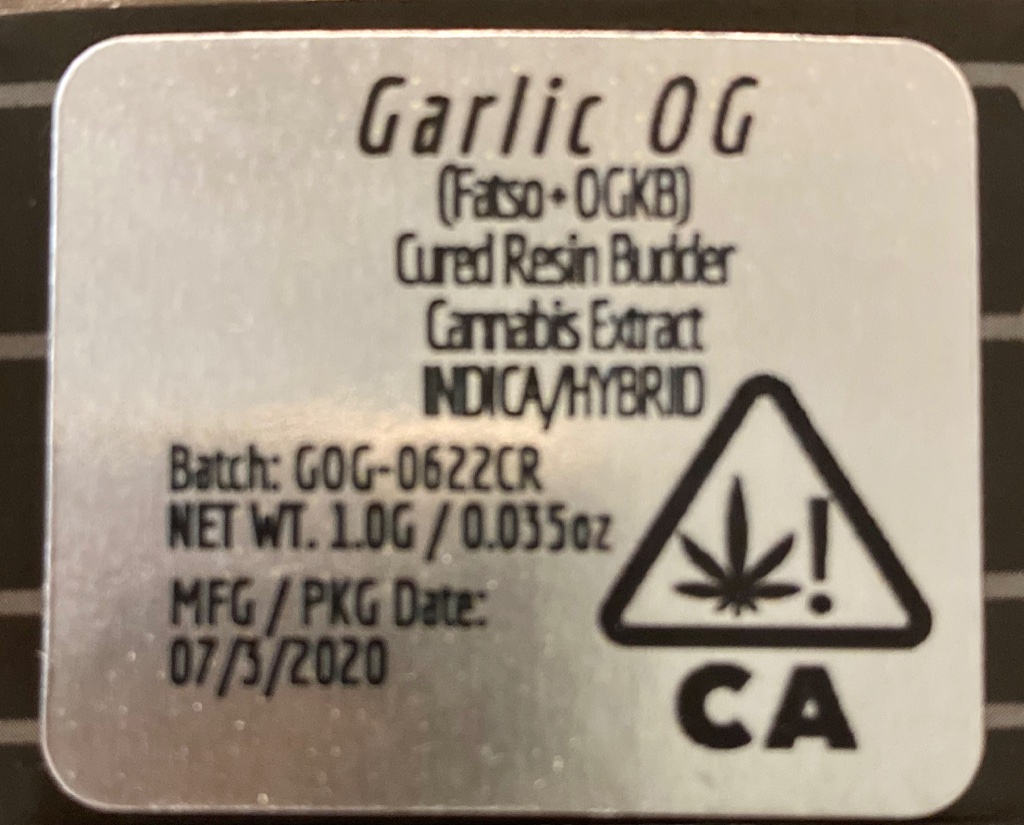 Garlic OG
(Fatso + OGKB)
Cured Resin Budder
Cannabis Extract
INDICA/HYBRID
Batch: GOG-0622CR
NET WT. 1.0G / 0.035oz
MFG / PKG Date:
07/3/2020
!
CA